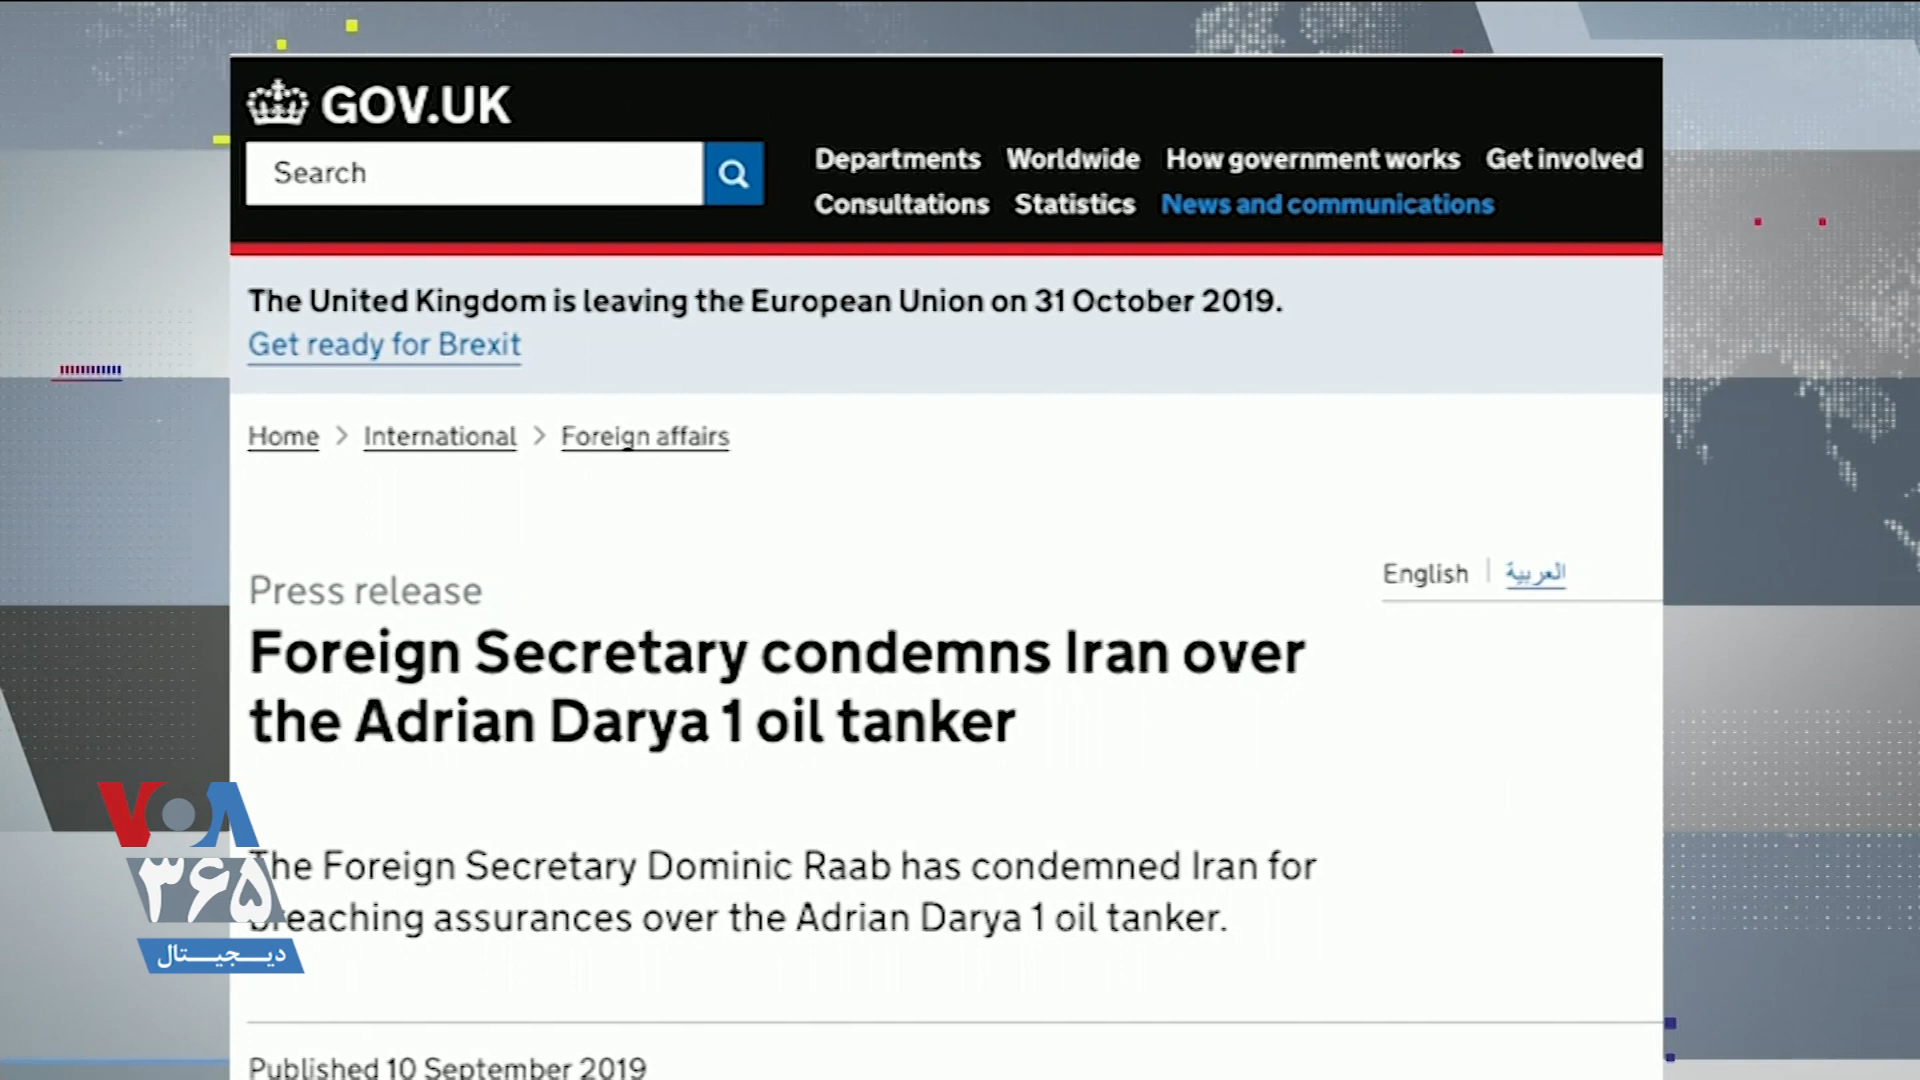 GOV.UK
Search
Departments Worldwide How government works Get involved
Consultations Statistics News and communications
The United Kingdom is leaving the European Union on 31 October 2019.
Get ready for Brexit
Home > International > Foreign affairs
English | العربية
Press release
Foreign Secretary condemns Iran over
the Adrian Darya 1 oil tanker
The Foreign Secretary Dominic Raab has condemned Iran for
breaching assurances over the Adrian Darya 1 oil tanker.
VOA
۳۶۵
دیـجیـتال
Published 10 September 2019